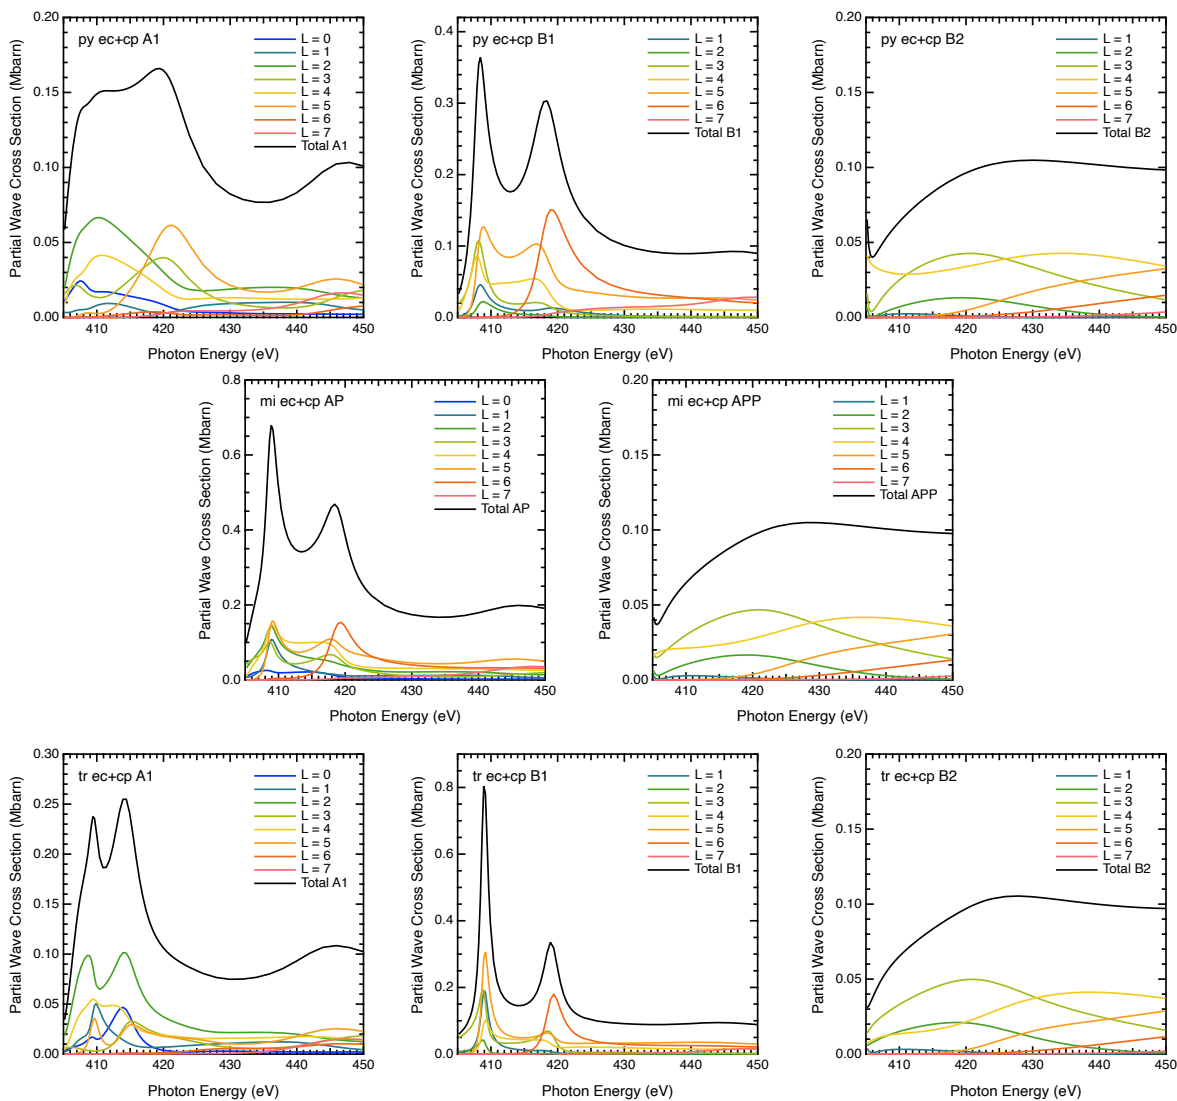 py ec+cp A1
Partial Wave Cross Section (Mbarn)
0.20
0.15
0.10
0.05
0.00
L = 0
L = 1
L = 2
L = 3
L = 4
L = 5
L = 6
L = 7
Total A1
410 420 430 440 450
Photon Energy (eV)
py ec+cp B1
Partial Wave Cross Section (Mbarn)
0.4
0.3
0.2
0.1
0.0
L = 1
L = 2
L = 3
L = 4
L = 5
L = 6
L = 7
Total B1
410 420 430 440 450
Photon Energy (eV)
py ec+cp B2
Partial Wave Cross Section (Mbarn)
0.20
0.15
0.10
0.05
0.00
L = 1
L = 2
L = 3
L = 4
L = 5
L = 6
L = 7
Total B2
410 420 430 440 450
Photon Energy (eV)
mi ec+cp AP
Partial Wave Cross Section (Mbarn)
0.8
0.6
0.4
0.2
0.0
L = 0
L = 1
L = 2
L = 3
L = 4
L = 5
L = 6
L = 7
Total AP
410 420 430 440 450
Photon Energy (eV)
mi ec+cp APP
Partial Wave Cross Section (Mbarn)
0.20
0.15
0.10
0.05
0.00
L = 1
L = 2
L = 3
L = 4
L = 5
L = 6
L = 7
Total APP
410 420 430 440 450
Photon Energy (eV)
tr ec+cp A1
Partial Wave Cross Section (Mbarn)
0.30
0.25
0.20
0.15
0.10
0.05
0.00
L = 0
L = 1
L = 2
L = 3
L = 4
L = 5
L = 6
L = 7
Total A1
410 420 430 440 450
Photon Energy (eV)
tr ec+cp B1
Partial Wave Cross Section (Mbarn)
0.8
0.6
0.4
0.2
0.0
L = 1
L = 2
L = 3
L = 4
L = 5
L = 6
L = 7
Total B1
410 420 430 440 450
Photon Energy (eV)
tr ec+cp B2
Partial Wave Cross Section (Mbarn)
0.20
0.15
0.10
0.05
0.00
L = 1
L = 2
L = 3
L = 4
L = 5
L = 6
L = 7
Total B2
410 420 430 440 450
Photon Energy (eV)